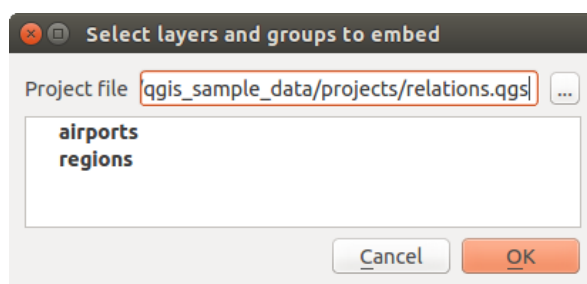 Select layers and groups to embed
Project file qgis_sample_data/projects/relations.qgs ...
airports
regions
Cancel OK